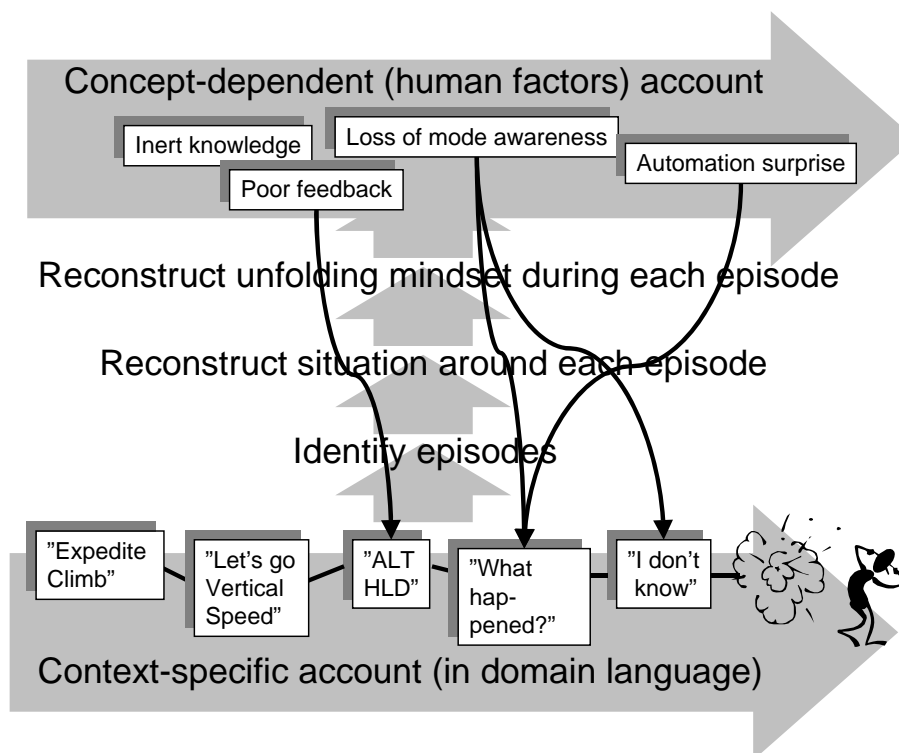 Concept-dependent (human factors) account
Inert knowledge
Loss of mode awareness
Automation surprise
Poor feedback
Reconstruct unfolding mindset during each episode
Reconstruct situation around each episode
Identify episodes
”Expedite
Climb”
”Let’s go
Vertical
Speed”
”ALT
HLD”
”What
hap-
pened?”
”I don’t
know”
Context-specific account (in domain language)